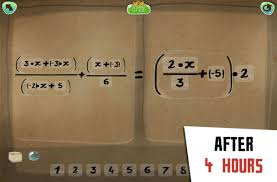 (3•x+(-3)•x) / ((-2)•x+5) + (x+(-3)) / 6 = ((2•x) / 3 +(-5))•2
1 2 3 4 5 6 7 8
AFTER
4 HOURS